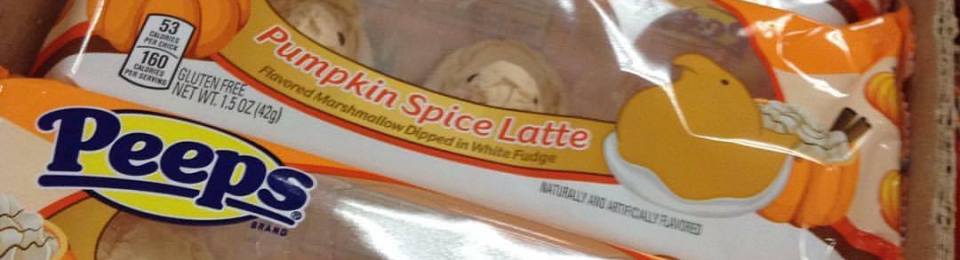 53
CALORIES
PER CHICK
160
CALORIES
PER SERVING
GLUTEN FREE
NET WT. 1.5 OZ (42g)
Pumpkin Spice Latte
Flavored Marshmallow Dipped in White Fudge
NATURALLY AND ARTIFICIALLY FLAVORED
Peeps®
BRAND